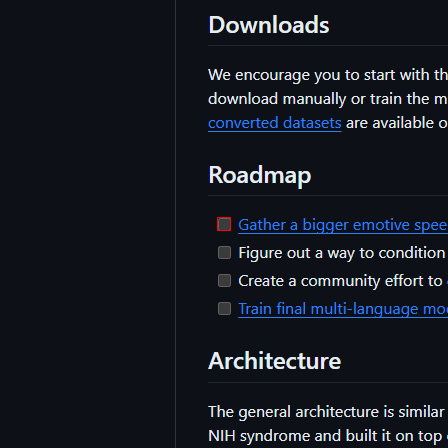 Downloads
We encourage you to start with th
download manually or train the m
converted datasets are available o
Roadmap
Gather a bigger emotive spee
Figure out a way to condition
Create a community effort to
Train final multi-language mo
Architecture
The general architecture is similar
NIH syndrome and built it on top